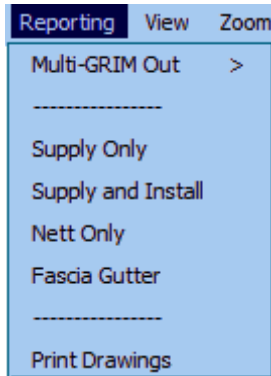 Reporting View Zoom
Multi-GRIM Out >
-----------------
Supply Only
Supply and Install
Nett Only
Fascia Gutter
-----------------
Print Drawings